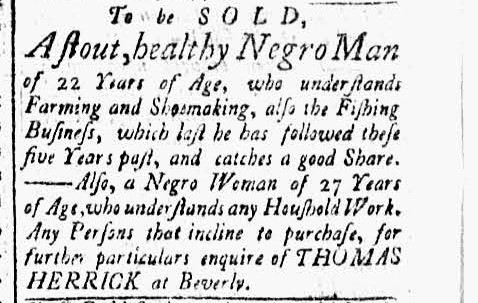 To be SOLD,
A ſtout, healthy Negro Man
of 22 Years of Age, who underſtands
Farming and Shoemaking, alſo the Fiſhing
Buſineſs, which laſt he has followed theſe
five Years paſt, and catches a good Share.
——Alſo, a Negro Woman of 27 Years
of Age, who underſtands any Houſhold Work.
Any Perſons that incline to purchaſe, for
further particulars enquire of THOMAS
HERRICK at Beverly.